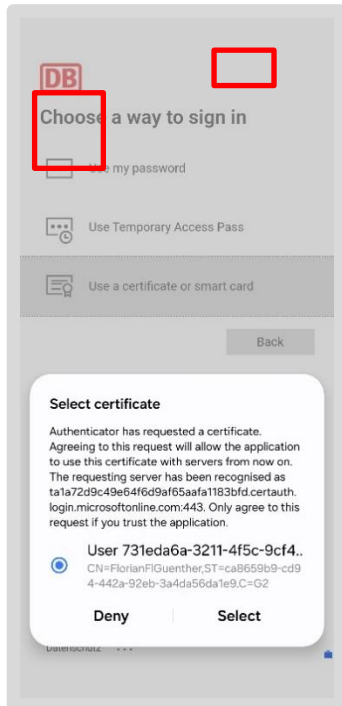 DB
Choose a way to sign in
Use my password
Use Temporary Access Pass
Use a certificate or smart card
Back
Select certificate
Authenticator has requested a certificate.
Agreeing to this request will allow the application
to use this certificate with servers from now on.
The requesting server has been recognised as
ta1a72d9c49e64f6d9af65aafa1183bfd.certauth.
login.microsoftonline.com:443. Only agree to this
request if you trust the application.
User 731eda6a-3211-4f5c-9cf4..
CN=FlorianFlGuenther,ST=ca8659b9-cd9
4-442a-92eb-3a4da56da1e9,C=G2
Deny Select
Datenschutz ...